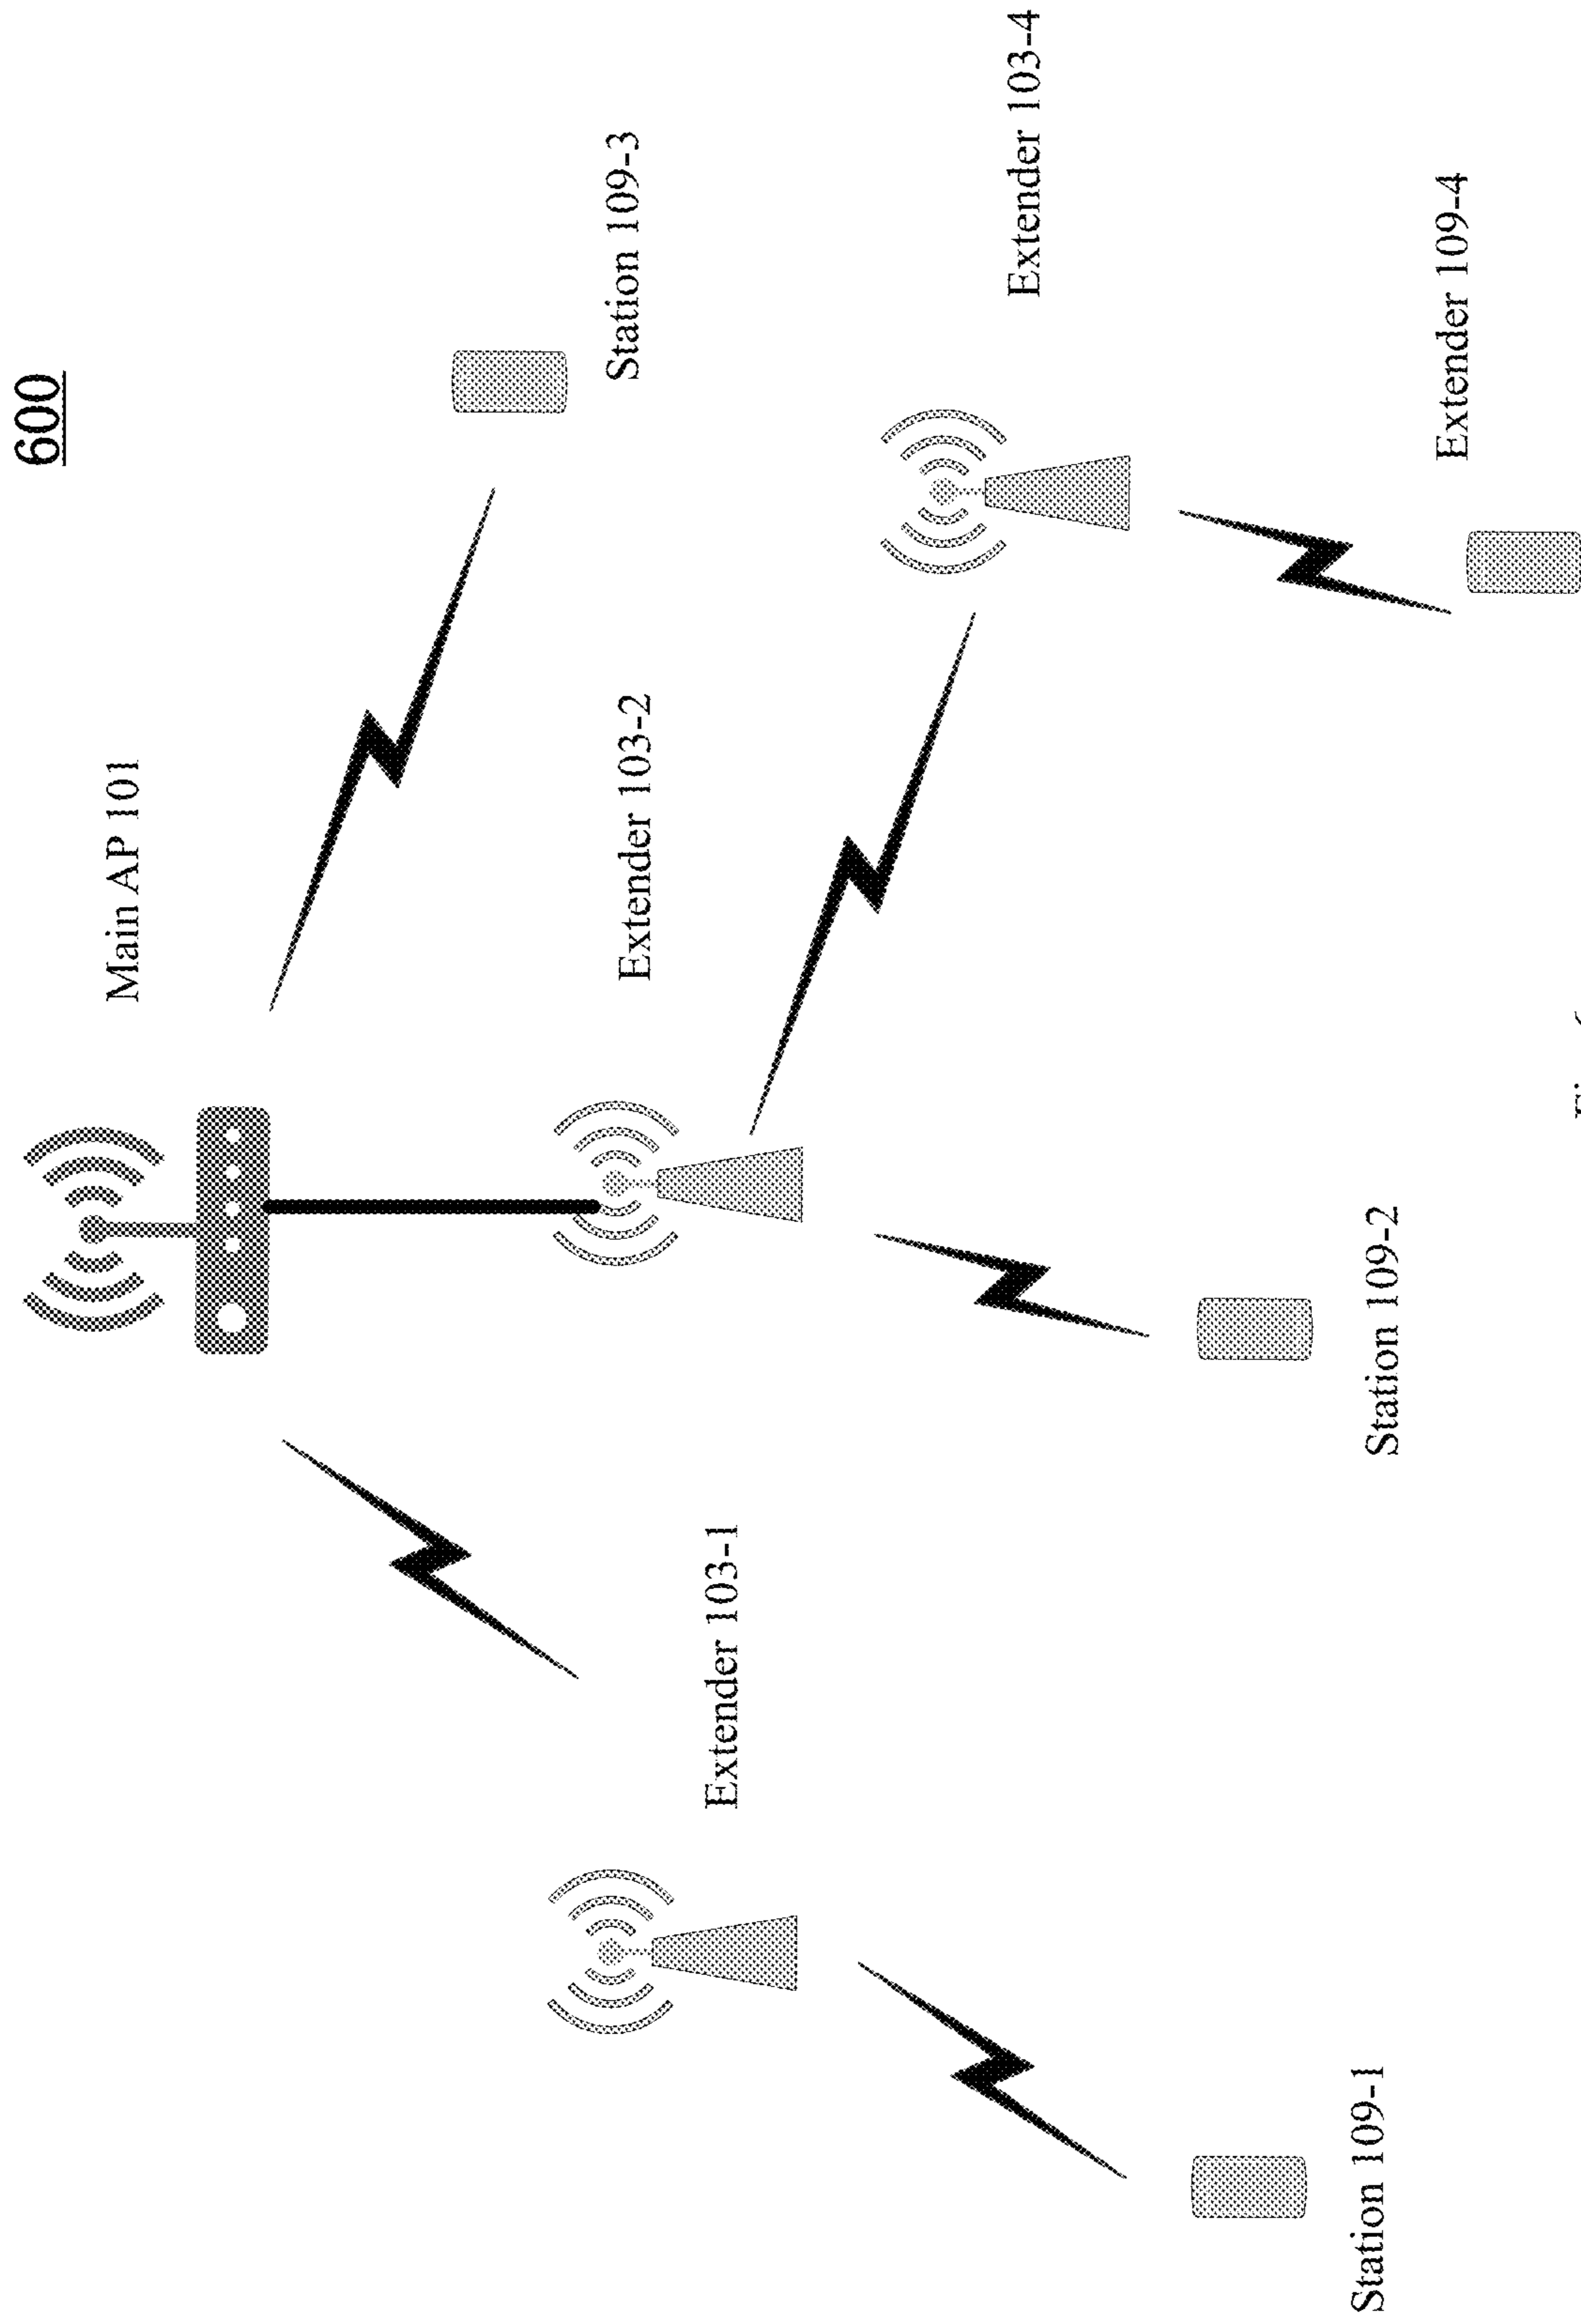 600
Main AP 101
Station 109-3
Extender 103-2
Extender 103-1
Extender 103-4
Station 109-1
Station 109-2
Extender 109-4